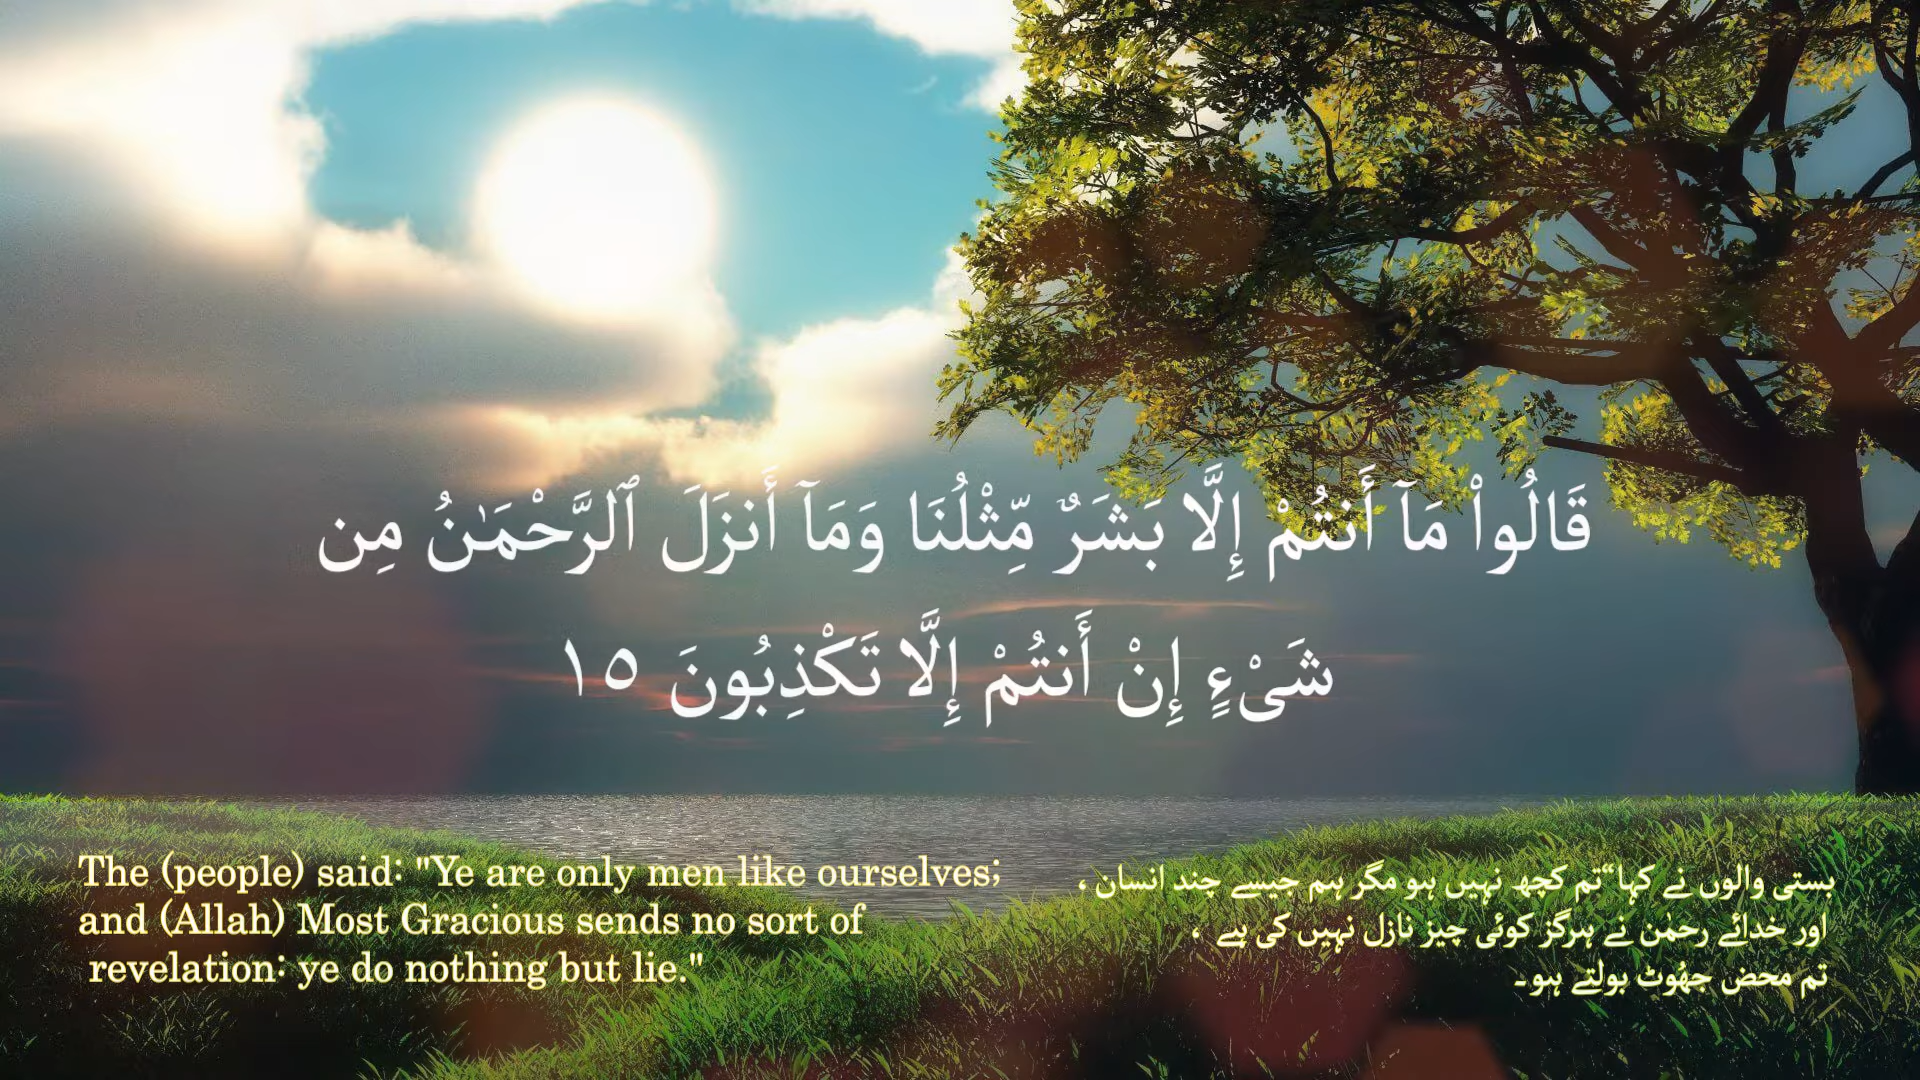 قَالُوا۟ مَآ أَنتُمْ إِلَّا بَشَرٌ مِّثْلُنَا وَمَآ أَنزَلَ ٱلرَّحْمَـٰنُ مِن
شَىْءٍ إِنْ أَنتُمْ إِلَّا تَكْذِبُونَ ١٥
The (people) said: "Ye are only men like ourselves;
and (Allah) Most Gracious sends no sort of
revelation: ye do nothing but lie."
بستی والوں نے کہا“تم کچھ نہیں ہو مگر ہم جیسے چند انسان ،
اور خدائے رحمٰن نے ہرگز کوئی چیز نازل نہیں کی ہے ،
تم محض جھُوٹ بولتے ہو۔